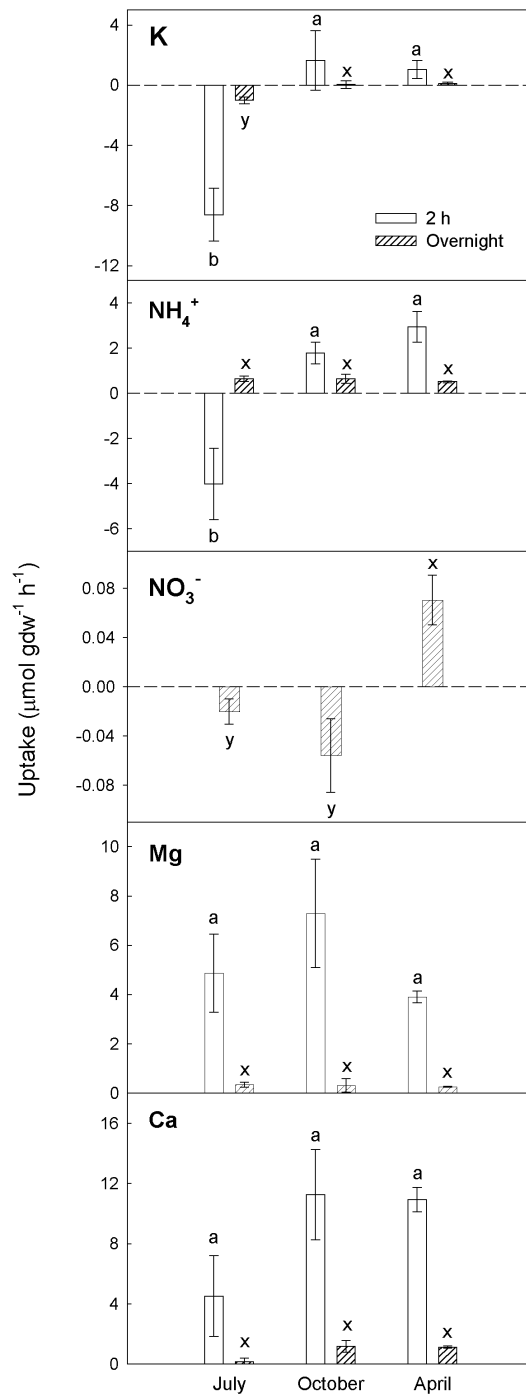 K
4
0
-4
-8
-12
a
x
a
x
y
b
2 h
Overnight
NH₄⁺
4
2
0
-2
-4
-6
x
a
x
a
x
b
NO₃⁻
0.08
0.04
0.00
-0.04
-0.08
x
y
y
Uptake (μmol gdw⁻¹ h⁻¹)
Mg
10
8
6
4
2
0
a
x
a
x
a
x
Ca
16
12
8
4
0
a
x
a
x
a
x
July October April